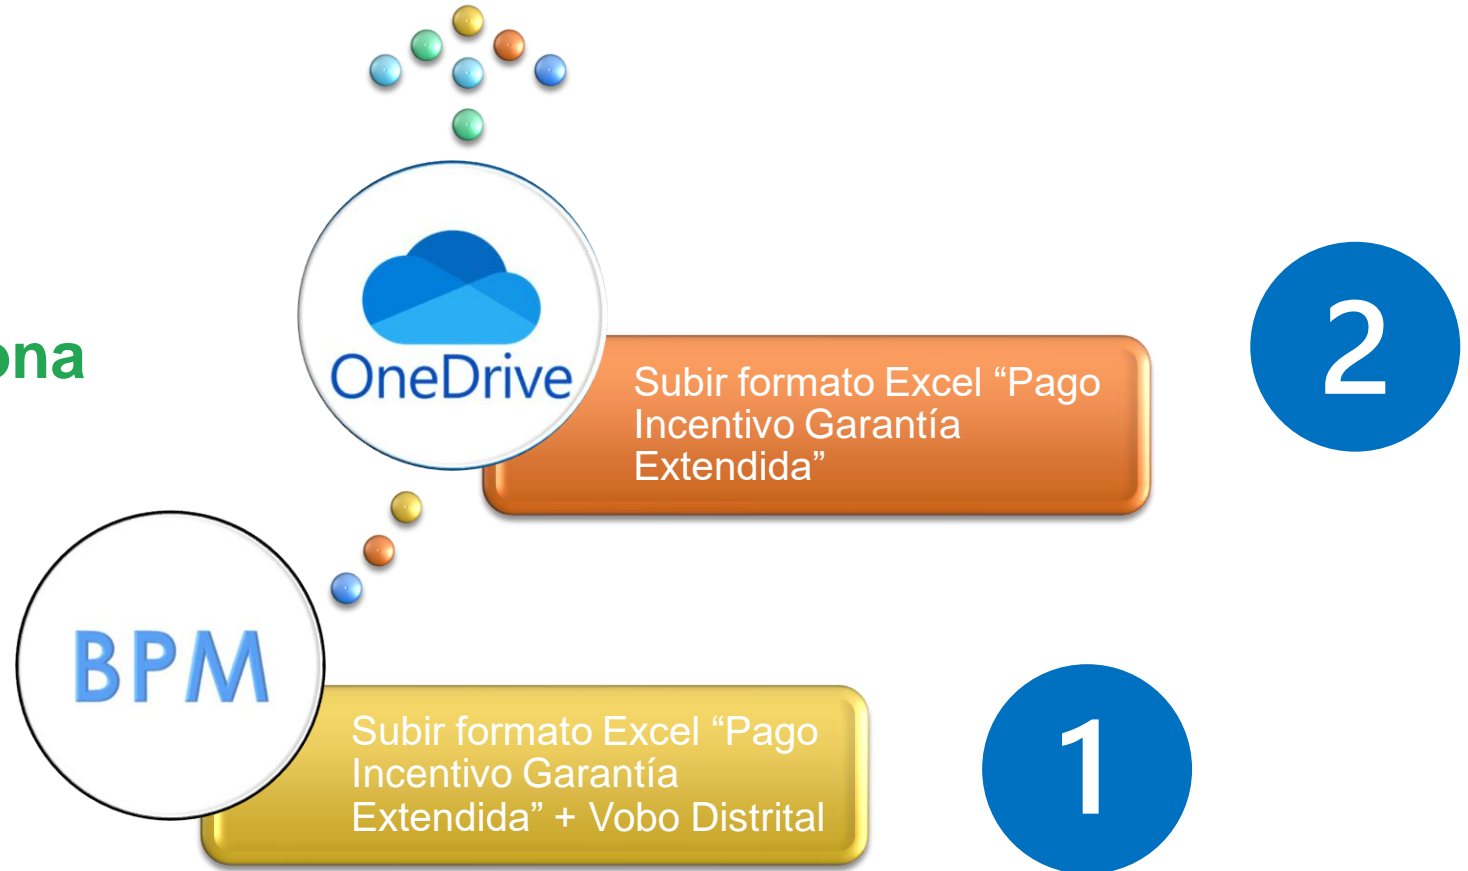 ona
OneDrive
Subir formato Excel “Pago
Incentivo Garantía
Extendida”
2
BPM
Subir formato Excel “Pago
Incentivo Garantía
Extendida” + Vobo Distrital
1